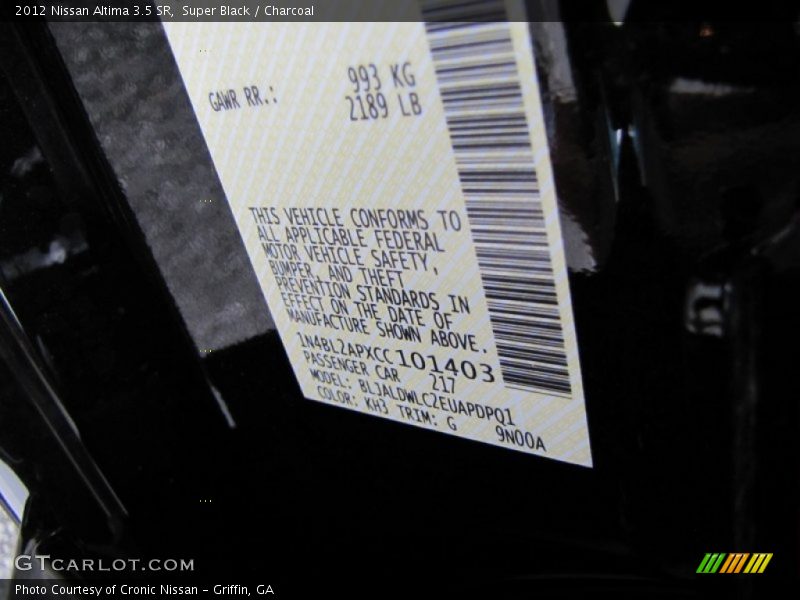 2012 Nissan Altima 3.5 SR, Super Black / Charcoal
GAWR RR.: 993 KG
2189 LB
THIS VEHICLE CONFORMS TO
ALL APPLICABLE FEDERAL
MOTOR VEHICLE SAFETY,
BUMPER, AND THEFT
PREVENTION STANDARDS IN
EFFECT ON THE DATE OF
MANUFACTURE SHOWN ABOVE.
1N4BL2APXCC101403
PASSENGER CAR 217
MODEL: BLJALDWLC2EUAPDPQ1
COLOR: KH3 TRIM: G 9N00A
GTCARLOT.COM
Photo Courtesy of Cronic Nissan - Griffin, GA